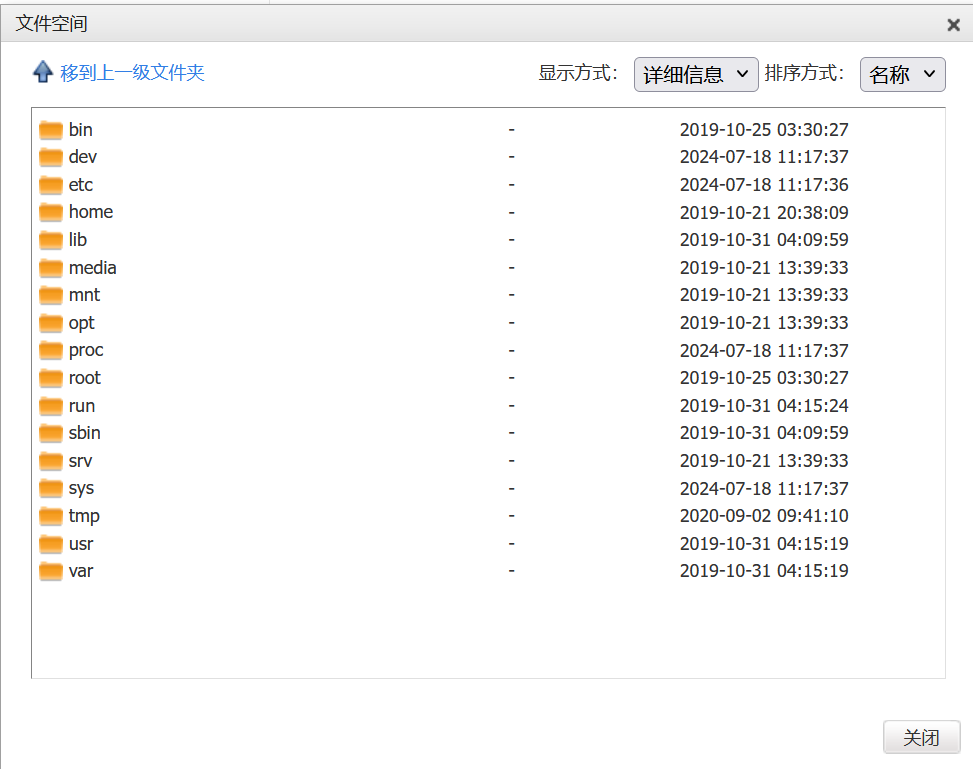 文件空间
移到上一级文件夹 显示方式： 详细信息 排序方式： 名称
bin - 2019-10-25 03:30:27
dev - 2024-07-18 11:17:37
etc - 2024-07-18 11:17:36
home - 2019-10-21 20:38:09
lib - 2019-10-31 04:09:59
media - 2019-10-21 13:39:33
mnt - 2019-10-21 13:39:33
opt - 2019-10-21 13:39:33
proc - 2024-07-18 11:17:37
root - 2019-10-25 03:30:27
run - 2019-10-31 04:15:24
sbin - 2019-10-31 04:09:59
srv - 2019-10-21 13:39:33
sys - 2024-07-18 11:17:37
tmp - 2020-09-02 09:41:10
usr - 2019-10-31 04:15:19
var - 2019-10-31 04:15:19
关闭